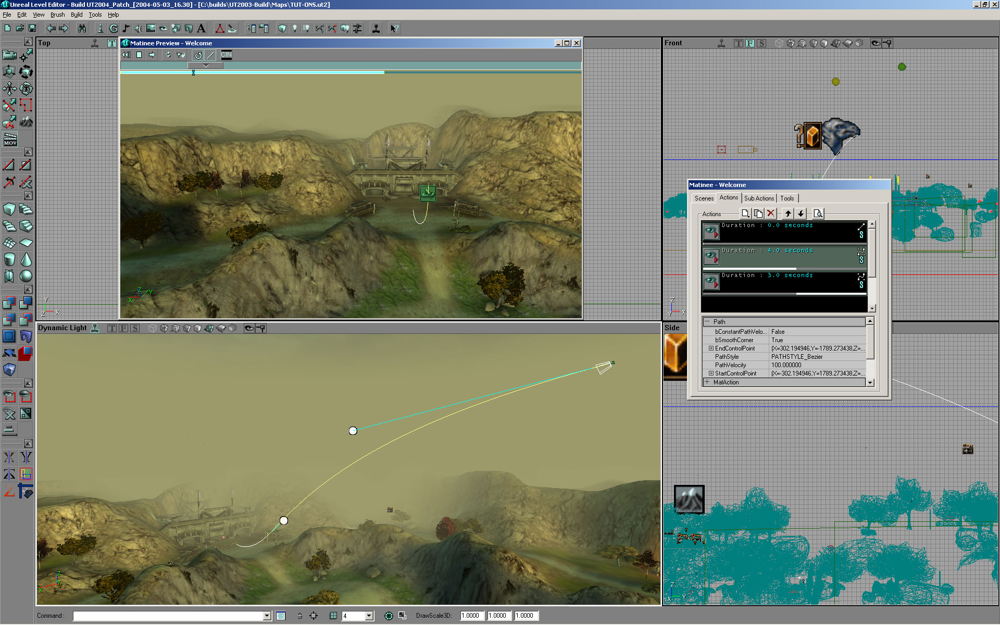 Unreal Level Editor - Build UT2004_Patch_[2004-05-03_16.30] - [C:\builds\UT2003-Build\Maps\TUT-ONS.ut2]
File Edit View Brush Build Tools Help
Top
T
Matinee Preview - Welcome
CIN
Front
T F S
MOV
Z
Y
X
Y
Z X
Z
Y X
Matinee - Welcome
Scenes Actions Sub Actions Tools
Actions
Duration : 0.0 seconds
S
Duration : 4.0 seconds
S
Duration : 3.0 seconds
S
Path
bConstantPathVelo... False
bSmoothCorner True
EndControlPoint (X=302.194946,Y=-1789.273438,Z=...
PathStyle PATHSTYLE_Bezier
PathVelocity 100.000000
StartControlPoint (X=-302.194946,Y=1789.273438,Z=...
MatAction
Dynamic Light
T F S
Side
Z
Y
X
Z
X Y
Command :
4
DrawScale3D: 1.0000 1.0000 1.0000